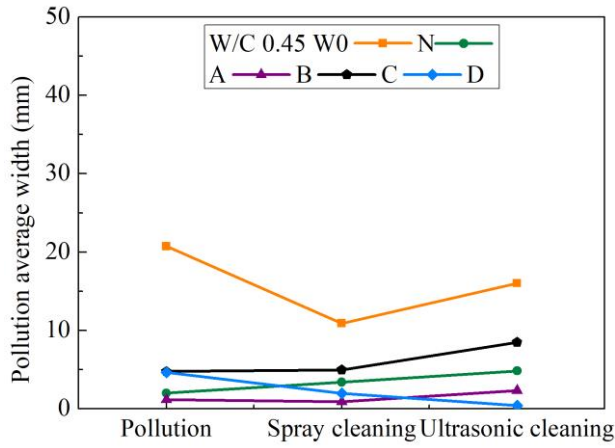 50
W/C 0.45 W0 N
A B C D
40
30
20
10
0
Pollution average width (mm)
Pollution Spray cleaning Ultrasonic cleaning